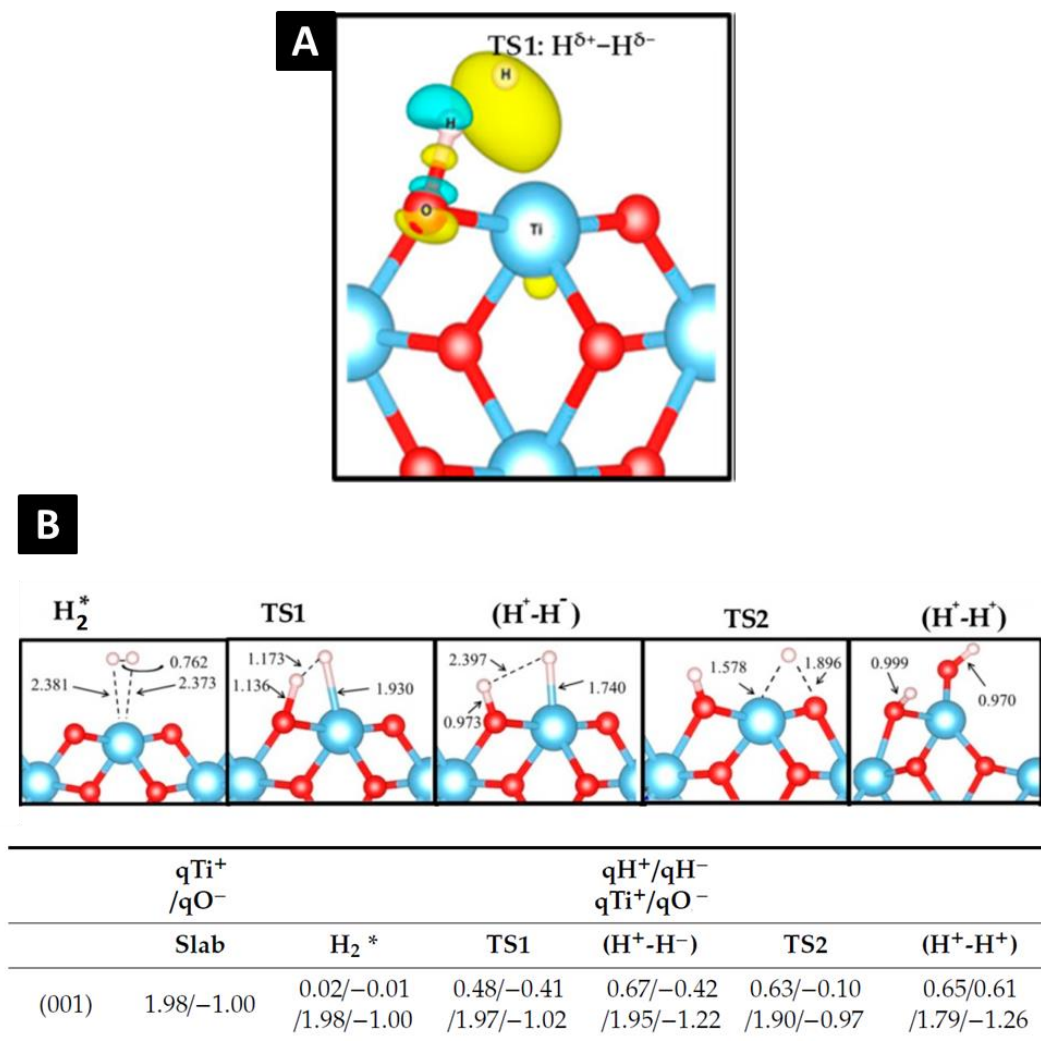 A
TS1: Hδ+–Hδ−
H
H
O
Ti
B
H2* TS1 (H+-H−) TS2 (H+-H+)
0.762
2.381 2.373
1.173
1.136 1.930
2.397
0.973 1.740
1.578 1.896
0.999 0.970
qTi+ qH+/qH−
/qO− qTi+/qO−
Slab H2 * TS1 (H+-H−) TS2 (H+-H+)
(001) 1.98/−1.00 0.02/−0.01 0.48/−0.41 0.67/−0.42 0.63/−0.10 0.65/0.61
/1.98/−1.00 /1.97/−1.02 /1.95/−1.22 /1.90/−0.97 /1.79/−1.26